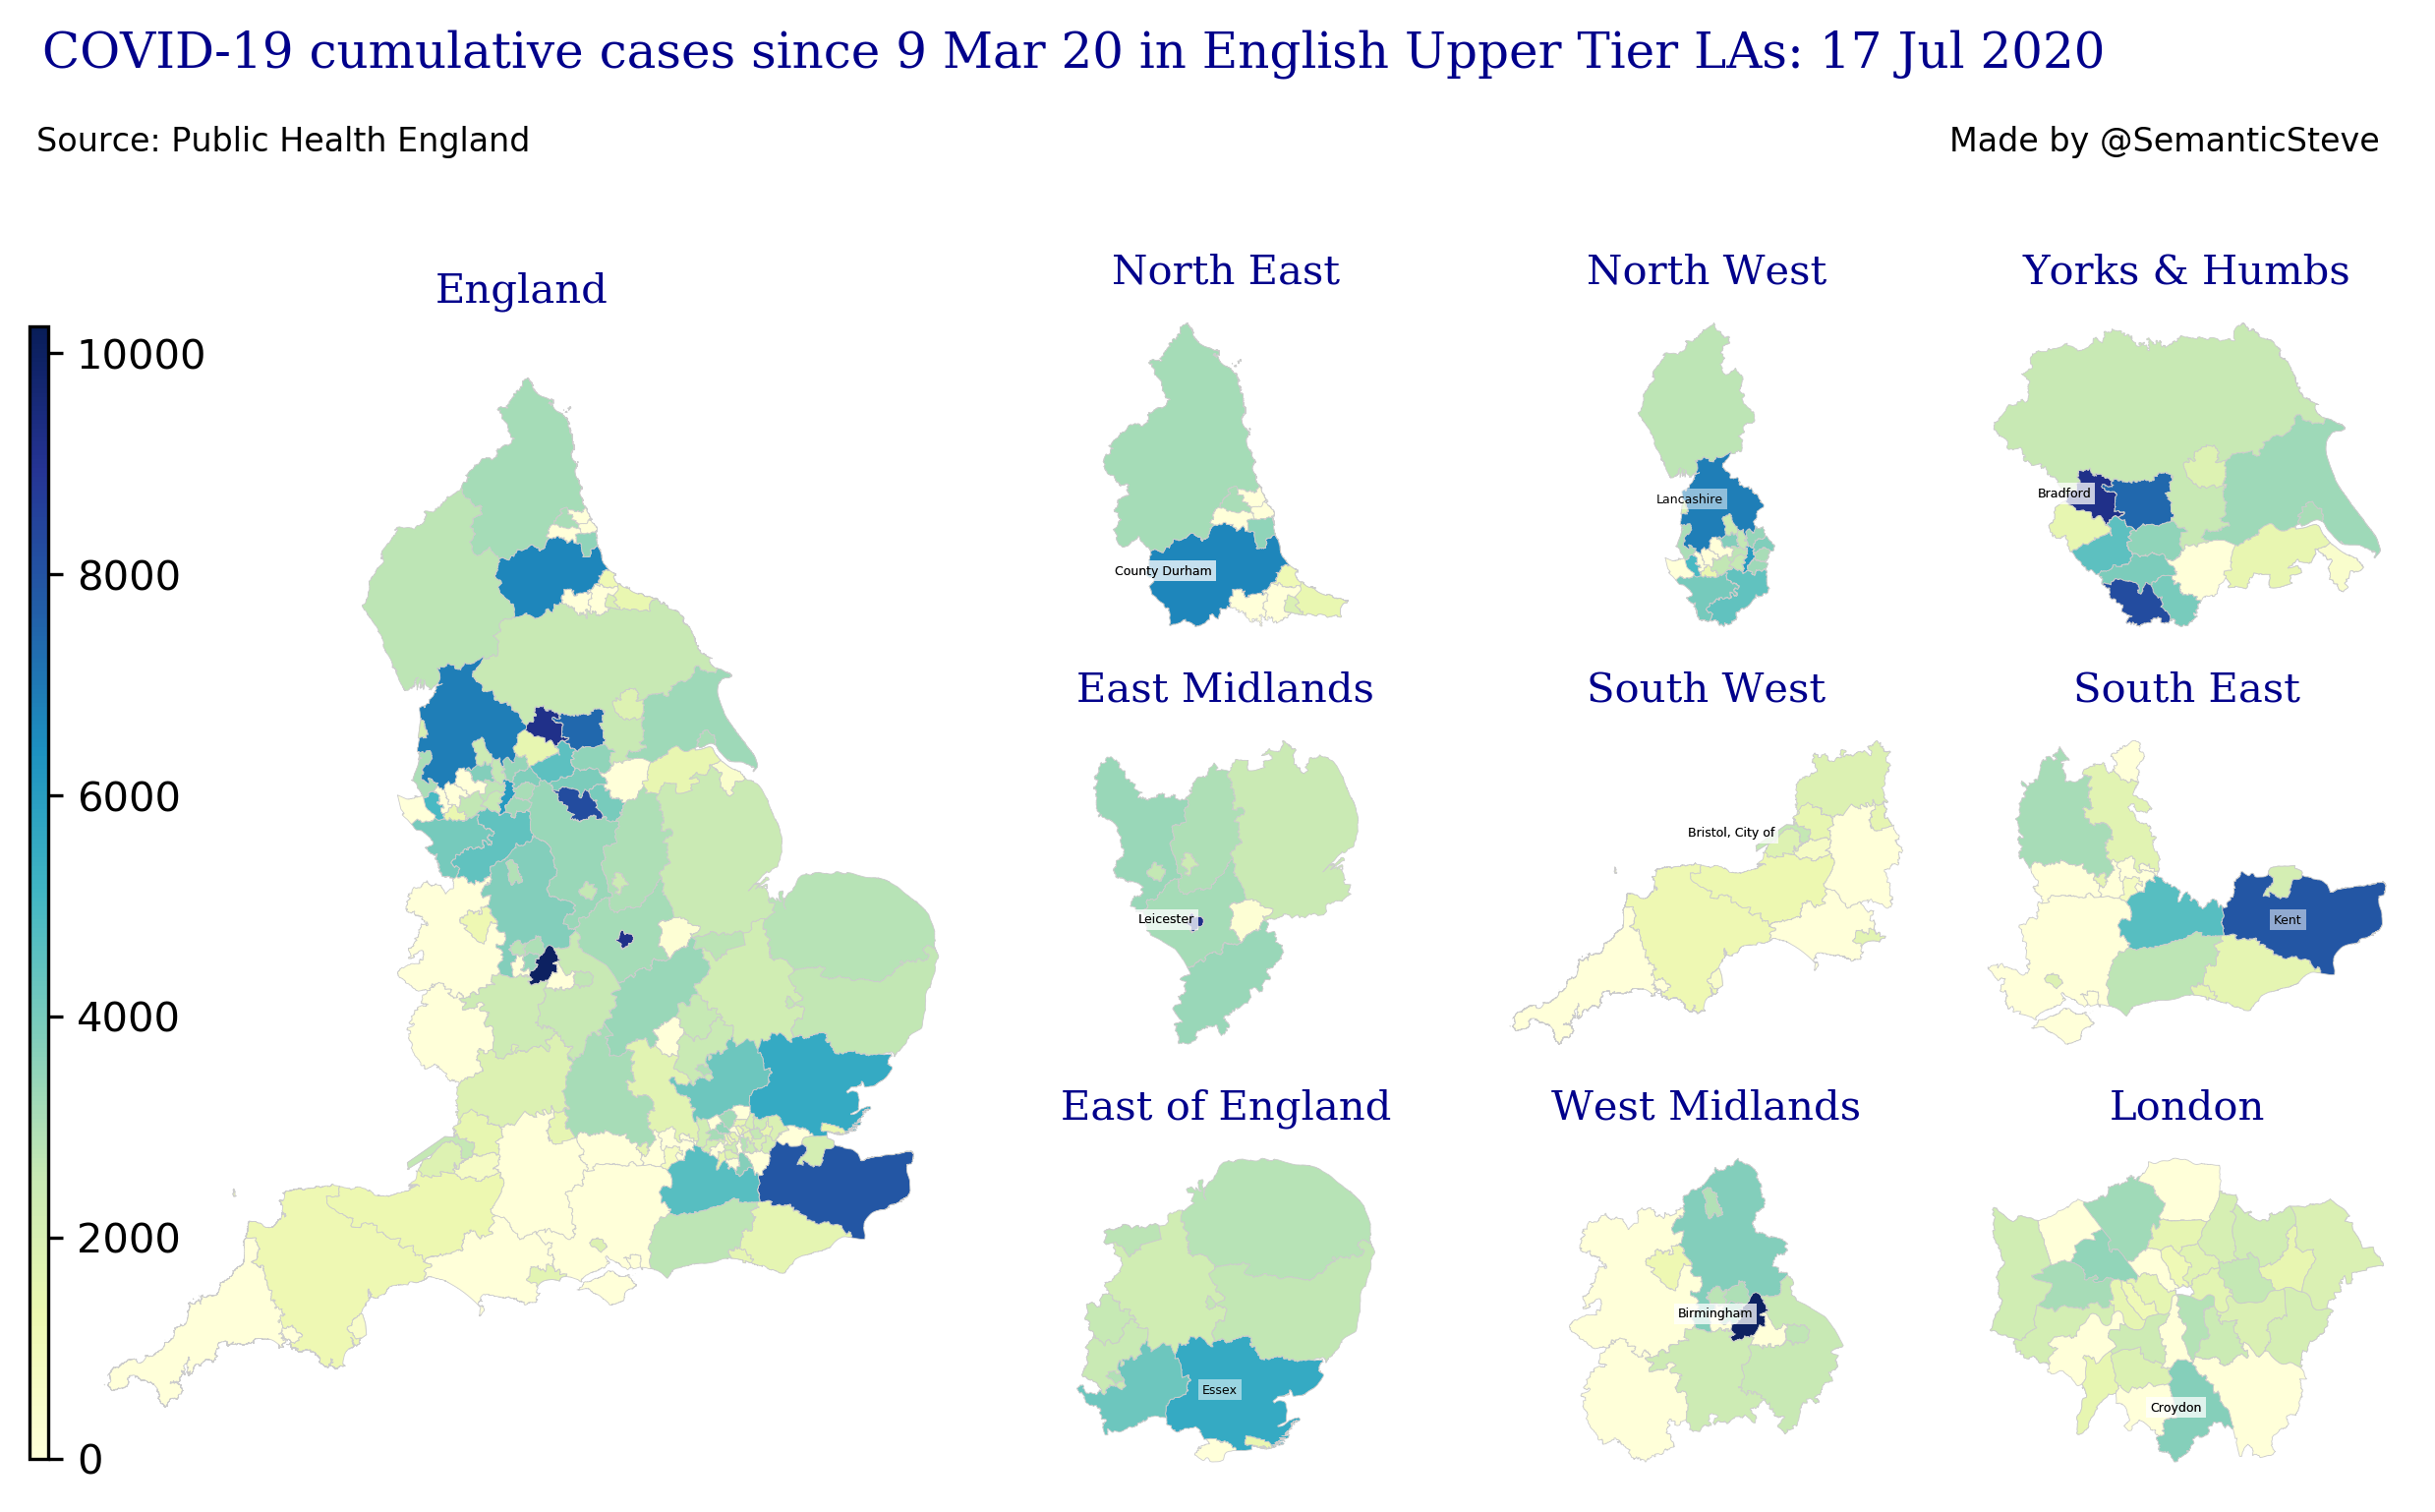 COVID-19 cumulative cases since 9 Mar 20 in English Upper Tier LAs: 17 Jul 2020
Source: Public Health England
Made by @SemanticSteve
England
10000
8000
6000
4000
2000
0
North East
County Durham
North West
Lancashire
Yorks & Humbs
Bradford
East Midlands
Leicester
South West
Bristol, City of
South East
Kent
East of England
Essex
West Midlands
Birmingham
London
Croydon